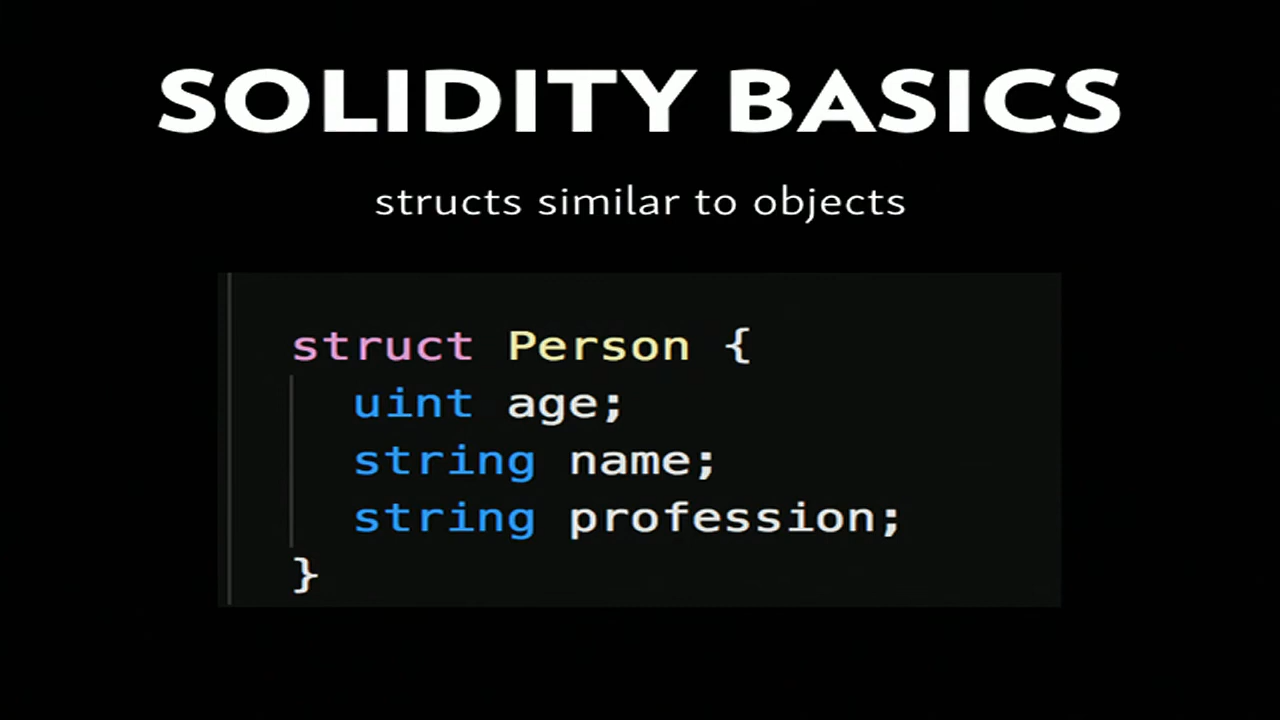 SOLIDITY BASICS
structs similar to objects
struct Person {
uint age;
string name;
string profession;
}